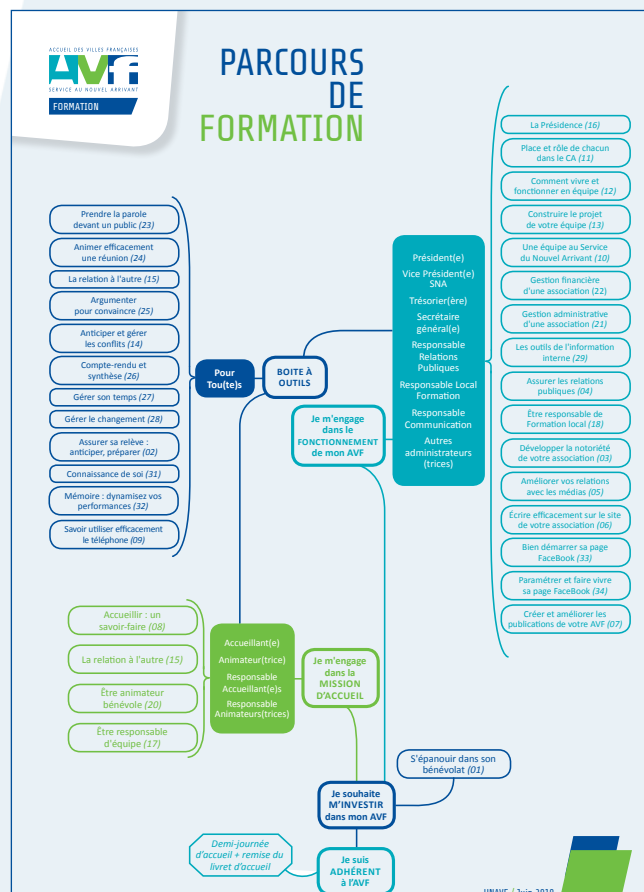 ACCUEIL DES VILLES FRANÇAISES
AVf
SERVICE AU NOUVEL ARRIVANT
FORMATION
PARCOURS
DE
FORMATION
Prendre la parole
devant un public (23)
Animer efficacement
une réunion (24)
La relation à l'autre (15)
Argumenter
pour convaincre (25)
Anticiper et gérer
les conflits (14)
Compte-rendu et
synthèse (26)
Gérer son temps (27)
Gérer le changement (28)
Assurer sa relève :
anticiper, préparer (02)
Connaissance de soi (31)
Mémoire : dynamisez vos
performances (32)
Savoir utiliser efficacement
le téléphone (09)
Pour
Tou(te)s
BOITE À
OUTILS
Je m'engage
dans le
FONCTIONNEMENT
de mon AVF
Président(e)
Vice Président(e)
SNA
Trésorier(ère)
Secrétaire
général(e)
Responsable
Relations
Publiques
Responsable Local
Formation
Responsable
Communication
Autres
administrateurs
(trices)
La Présidence (16)
Place et rôle de chacun
dans le CA (11)
Comment vivre et
fonctionner en équipe (12)
Construire le projet
de votre équipe (13)
Une équipe au Service
du Nouvel Arrivant (10)
Gestion financière
d'une association (22)
Gestion administrative
d'une association (21)
Les outils de l'information
interne (29)
Assurer les relations
publiques (04)
Être responsable de
Formation local (18)
Développer la notoriété
de votre association (03)
Améliorer vos relations
avec les médias (05)
Écrire efficacement sur le site
de votre association (06)
Bien démarrer sa page
FaceBook (33)
Paramétrer et faire vivre
sa page FaceBook (34)
Créer et améliorer les
publications de votre AVF (07)
Accueillir : un
savoir-faire (08)
La relation à l'autre (15)
Être animateur
bénévole (20)
Être responsable
d'équipe (17)
Accueillant(e)
Animateur(trice)
Responsable
Accueillant(e)s
Responsable
Animateurs(trices)
Je m'engage
dans la
MISSION
D'ACCUEIL
S'épanouir dans son
bénévolat (01)
Je souhaite
M'INVESTIR
dans mon AVF
Demi-journée
d'accueil + remise du
livret d'accueil
Je suis
ADHÉRENT
à l'AVF